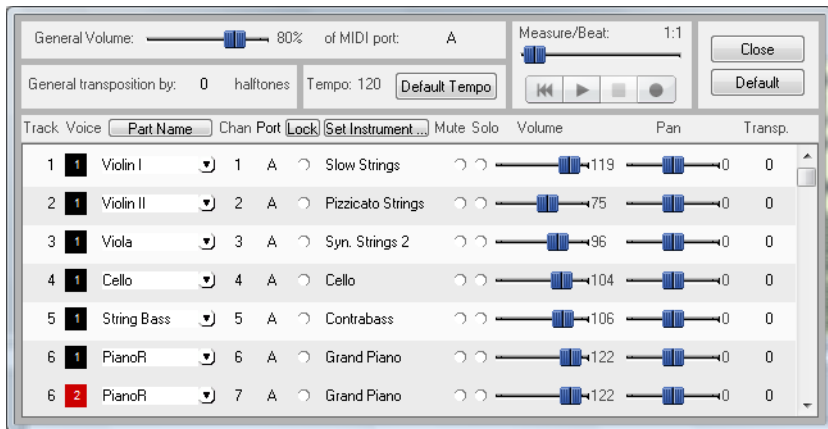 General Volume: 80% of MIDI port: A
Measure/Beat: 1:1
Close
General transposition by: 0 halftones
Tempo: 120 Default Tempo
Default
Track Voice Part Name Chan Port Lock Set Instrument ... Mute Solo Volume Pan Transp.
1 1 Violin I 1 A Slow Strings 119 0 0
2 1 Violin II 2 A Pizzicato Strings 75 0 0
3 1 Viola 3 A Syn. Strings 2 96 0 0
4 1 Cello 4 A Cello 104 0 0
5 1 String Bass 5 A Contrabass 106 0 0
6 1 PianoR 6 A Grand Piano 122 0 0
6 2 PianoR 7 A Grand Piano 122 0 0